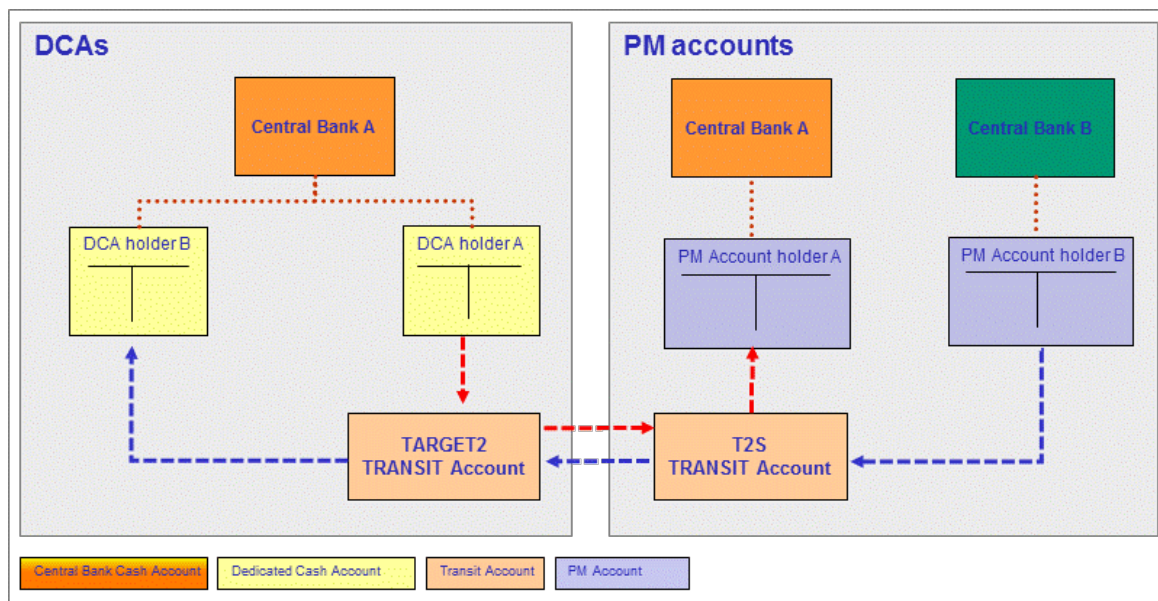 DCAs
PM accounts
Central Bank A
Central Bank A
Central Bank B
DCA holder B
DCA holder A
PM Account holder A
PM Account holder B
TARGET2
TRANSIT Account
T2S
TRANSIT Account
Central Bank Cash Account
Dedicated Cash Account
Transit Account
PM Account